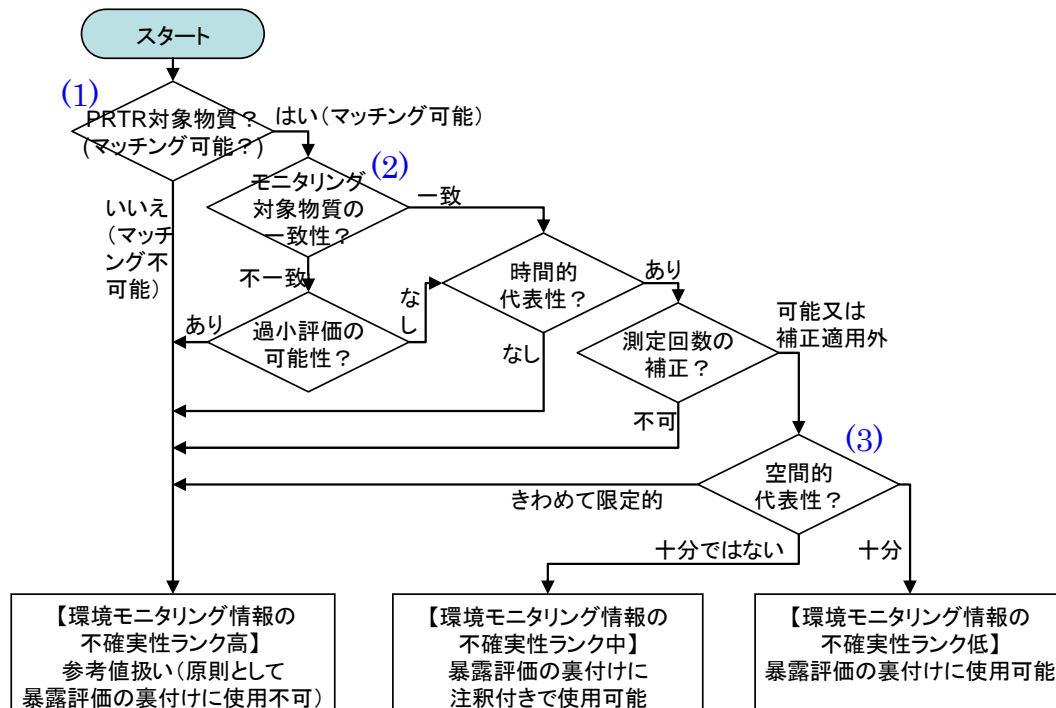 スタート
(1)
PRTR対象物質？
(マッチング可能？)
はい（マッチング可能）
(2)
モニタリング
対象物質の
一致性？
一致
いいえ
（マッチ
ング不
可能）
不一致
時間的
代表性？
あり
あり
過小評価の
可能性？
な
し
なし
測定回数の
補正？
可能又は
補正適用外
不可
(3)
空間的
代表性？
きわめて限定的
十分ではない
十分
【環境モニタリング情報の
不確実性ランク高】
参考値扱い（原則として
暴露評価の裏付けに使用不可）
【環境モニタリング情報の
不確実性ランク中】
暴露評価の裏付けに
注釈付きで使用可能
【環境モニタリング情報の
不確実性ランク低】
暴露評価の裏付けに使用可能